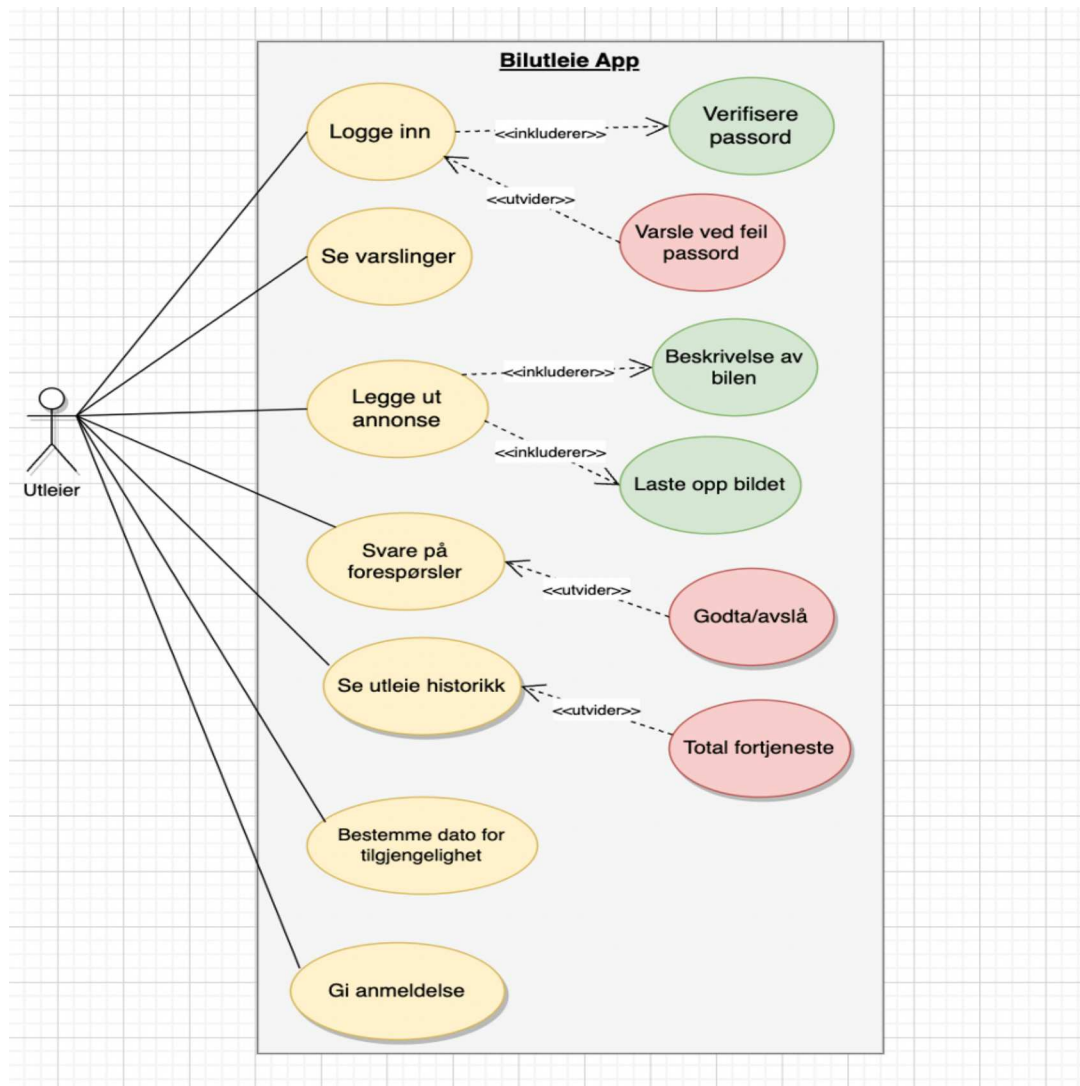 Bilutleie App
Logge inn
<<inkluderer>>
Verifisere
passord
<<utvider>>
Varsle ved feil
passord
Se varslinger
Legge ut
annonse
<<inkluderer>>
Beskrivelse av
bilen
<<inkluderer>>
Laste opp bildet
Utleier
Svare på
forespørsler
<<utvider>>
Godta/avslå
Se utleie historikk
<<utvider>>
Total fortjeneste
Bestemme dato for
tilgjengelighet
Gi anmeldelse